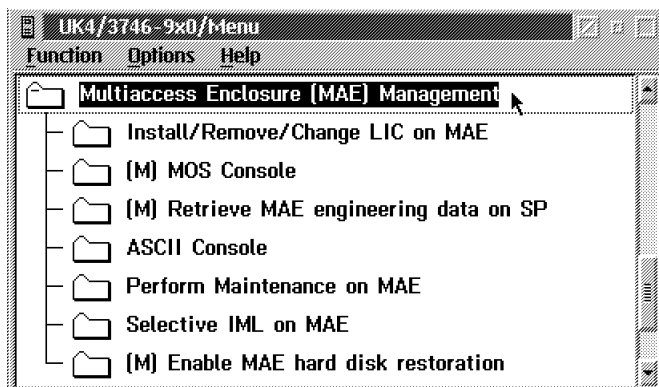 UK4/3746-9x0/Menu
Function Options Help
Multiaccess Enclosure (MAE) Management
Install/Remove/Change LIC on MAE
(M) MOS Console
(M) Retrieve MAE engineering data on SP
ASCII Console
Perform Maintenance on MAE
Selective IML on MAE
(M) Enable MAE hard disk restoration